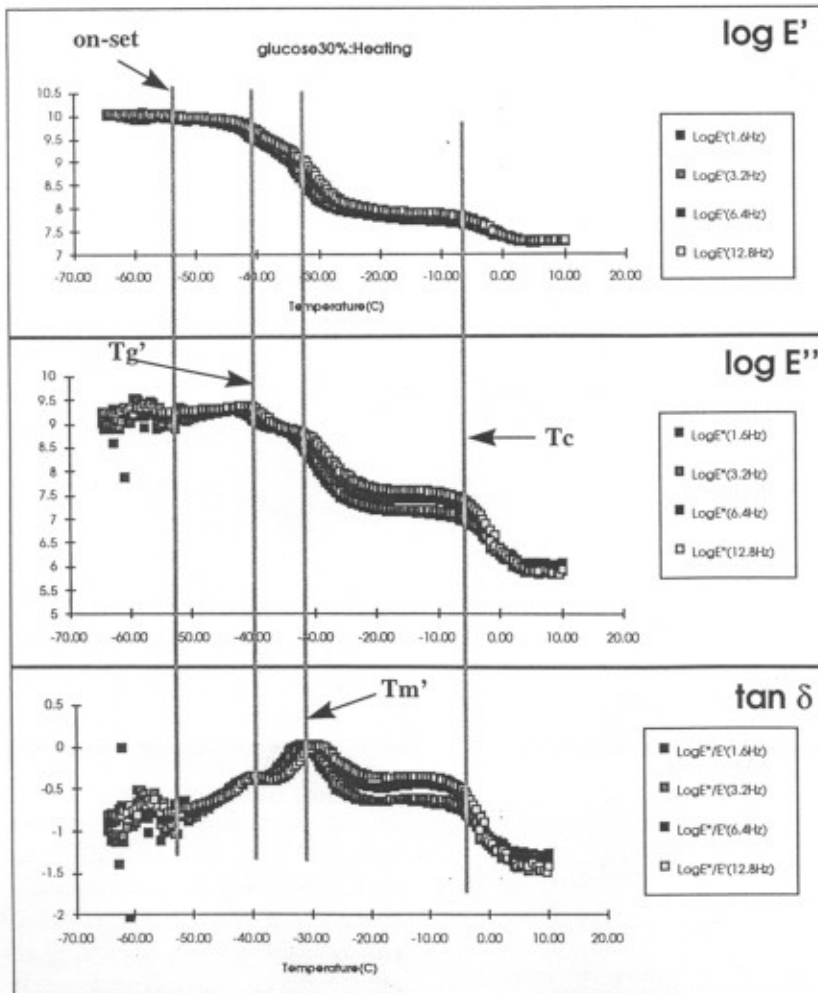 log E'
on-set
glucose30%:Heating
10.5
10
9.5
9
8.5
8
7.5
7
-70.00 -60.00 -50.00 -40.00 -30.00 -20.00 -10.00 0.00 10.00 20.00
Temperature(C)
LogE'(1.6Hz)
LogE'(3.2Hz)
LogE'(6.4Hz)
LogE'(12.8Hz)
log E''
Tg'
Tc
10
9.5
9
8.5
8
7.5
7
6.5
6
5.5
5
-70.00 -60.00 -50.00 -40.00 -30.00 -20.00 -10.00 0.00 10.00 20.00
LogE"(1.6Hz)
LogE"(3.2Hz)
LogE"(6.4Hz)
LogE"(12.8Hz)
tan δ
Tm'
0.5
0
-0.5
-1
-1.5
-2
-70.00 -60.00 -50.00 -40.00 -30.00 -20.00 -10.00 0.00 10.00 20.00
Temperature(C)
LogE"/E'(1.6Hz)
LogE"/E'(3.2Hz)
LogE"/E'(6.4Hz)
LogE"/E'(12.8Hz)